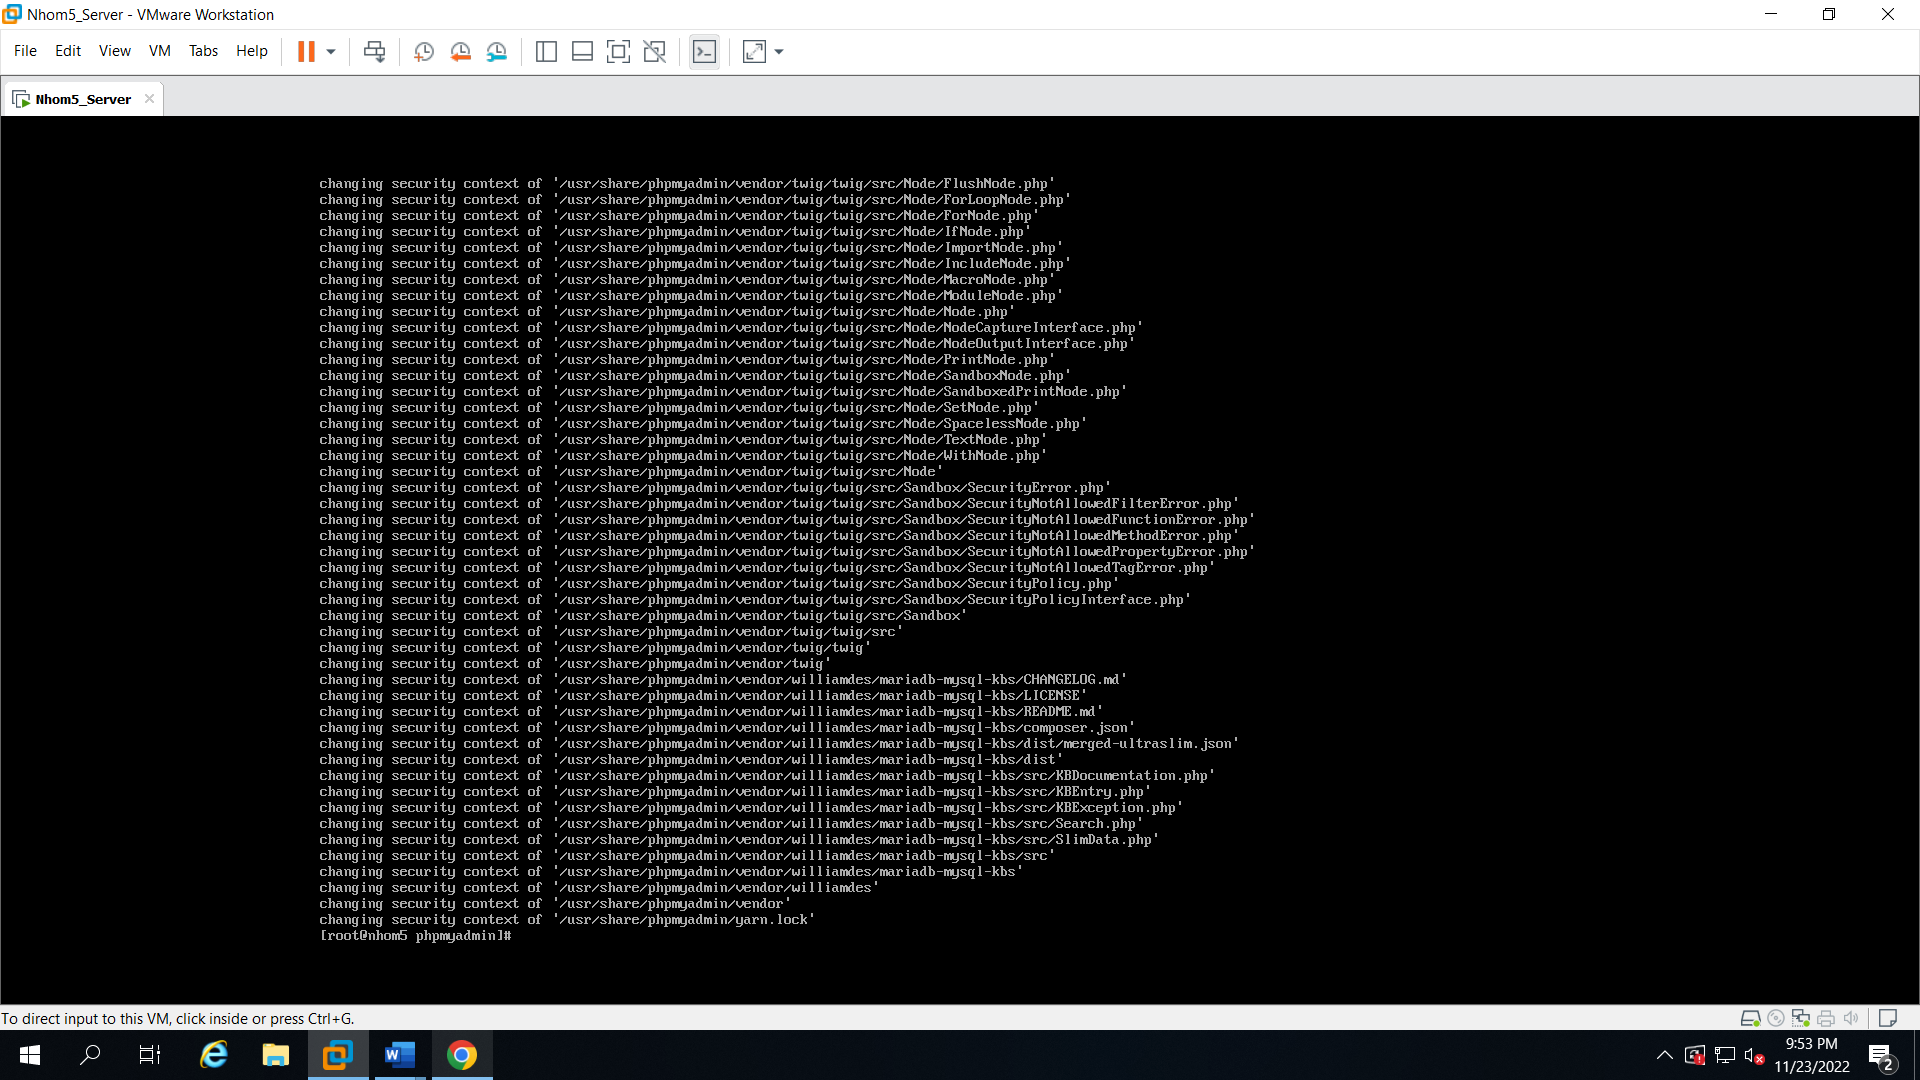 Nhom5_Server - VMware Workstation
File Edit View VM Tabs Help
Nhom5_Server
changing security context of '/usr/share/phpmyadmin/vendor/twig/twig/src/Node/FlushNode.php'
changing security context of '/usr/share/phpmyadmin/vendor/twig/twig/src/Node/ForLoopNode.php'
changing security context of '/usr/share/phpmyadmin/vendor/twig/twig/src/Node/ForNode.php'
changing security context of '/usr/share/phpmyadmin/vendor/twig/twig/src/Node/IfNode.php'
changing security context of '/usr/share/phpmyadmin/vendor/twig/twig/src/Node/ImportNode.php'
changing security context of '/usr/share/phpmyadmin/vendor/twig/twig/src/Node/IncludeNode.php'
changing security context of '/usr/share/phpmyadmin/vendor/twig/twig/src/Node/MacroNode.php'
changing security context of '/usr/share/phpmyadmin/vendor/twig/twig/src/Node/ModuleNode.php'
changing security context of '/usr/share/phpmyadmin/vendor/twig/twig/src/Node/Node.php'
changing security context of '/usr/share/phpmyadmin/vendor/twig/twig/src/Node/NodeCaptureInterface.php'
changing security context of '/usr/share/phpmyadmin/vendor/twig/twig/src/Node/NodeOutputInterface.php'
changing security context of '/usr/share/phpmyadmin/vendor/twig/twig/src/Node/PrintNode.php'
changing security context of '/usr/share/phpmyadmin/vendor/twig/twig/src/Node/SandboxNode.php'
changing security context of '/usr/share/phpmyadmin/vendor/twig/twig/src/Node/SandboxedPrintNode.php'
changing security context of '/usr/share/phpmyadmin/vendor/twig/twig/src/Node/SetNode.php'
changing security context of '/usr/share/phpmyadmin/vendor/twig/twig/src/Node/SpacelessNode.php'
changing security context of '/usr/share/phpmyadmin/vendor/twig/twig/src/Node/TextNode.php'
changing security context of '/usr/share/phpmyadmin/vendor/twig/twig/src/Node/WithNode.php'
changing security context of '/usr/share/phpmyadmin/vendor/twig/twig/src/Node'
changing security context of '/usr/share/phpmyadmin/vendor/twig/twig/src/Sandbox/SecurityError.php'
changing security context of '/usr/share/phpmyadmin/vendor/twig/twig/src/Sandbox/SecurityNotAllowedFilterError.php'
changing security context of '/usr/share/phpmyadmin/vendor/twig/twig/src/Sandbox/SecurityNotAllowedFunctionError.php'
changing security context of '/usr/share/phpmyadmin/vendor/twig/twig/src/Sandbox/SecurityNotAllowedMethodError.php'
changing security context of '/usr/share/phpmyadmin/vendor/twig/twig/src/Sandbox/SecurityNotAllowedPropertyError.php'
changing security context of '/usr/share/phpmyadmin/vendor/twig/twig/src/Sandbox/SecurityNotAllowedTagError.php'
changing security context of '/usr/share/phpmyadmin/vendor/twig/twig/src/Sandbox/SecurityPolicy.php'
changing security context of '/usr/share/phpmyadmin/vendor/twig/twig/src/Sandbox/SecurityPolicyInterface.php'
changing security context of '/usr/share/phpmyadmin/vendor/twig/twig/src/Sandbox'
changing security context of '/usr/share/phpmyadmin/vendor/twig/twig/src'
changing security context of '/usr/share/phpmyadmin/vendor/twig/twig'
changing security context of '/usr/share/phpmyadmin/vendor/twig'
changing security context of '/usr/share/phpmyadmin/vendor/williamdes/mariadb-mysql-kbs/CHANGELOG.md'
changing security context of '/usr/share/phpmyadmin/vendor/williamdes/mariadb-mysql-kbs/LICENSE'
changing security context of '/usr/share/phpmyadmin/vendor/williamdes/mariadb-mysql-kbs/README.md'
changing security context of '/usr/share/phpmyadmin/vendor/williamdes/mariadb-mysql-kbs/composer.json'
changing security context of '/usr/share/phpmyadmin/vendor/williamdes/mariadb-mysql-kbs/dist/merged-ultraslim.json'
changing security context of '/usr/share/phpmyadmin/vendor/williamdes/mariadb-mysql-kbs/dist'
changing security context of '/usr/share/phpmyadmin/vendor/williamdes/mariadb-mysql-kbs/src/KBDocumentation.php'
changing security context of '/usr/share/phpmyadmin/vendor/williamdes/mariadb-mysql-kbs/src/KBEntry.php'
changing security context of '/usr/share/phpmyadmin/vendor/williamdes/mariadb-mysql-kbs/src/KBException.php'
changing security context of '/usr/share/phpmyadmin/vendor/williamdes/mariadb-mysql-kbs/src/Search.php'
changing security context of '/usr/share/phpmyadmin/vendor/williamdes/mariadb-mysql-kbs/src/SlimData.php'
changing security context of '/usr/share/phpmyadmin/vendor/williamdes/mariadb-mysql-kbs/src'
changing security context of '/usr/share/phpmyadmin/vendor/williamdes/mariadb-mysql-kbs'
changing security context of '/usr/share/phpmyadmin/vendor/williamdes'
changing security context of '/usr/share/phpmyadmin/vendor'
changing security context of '/usr/share/phpmyadmin/yarn.lock'
[root@nhom5 phpmyadmin]#
To direct input to this VM, click inside or press Ctrl+G.
9:53 PM
11/23/2022
2